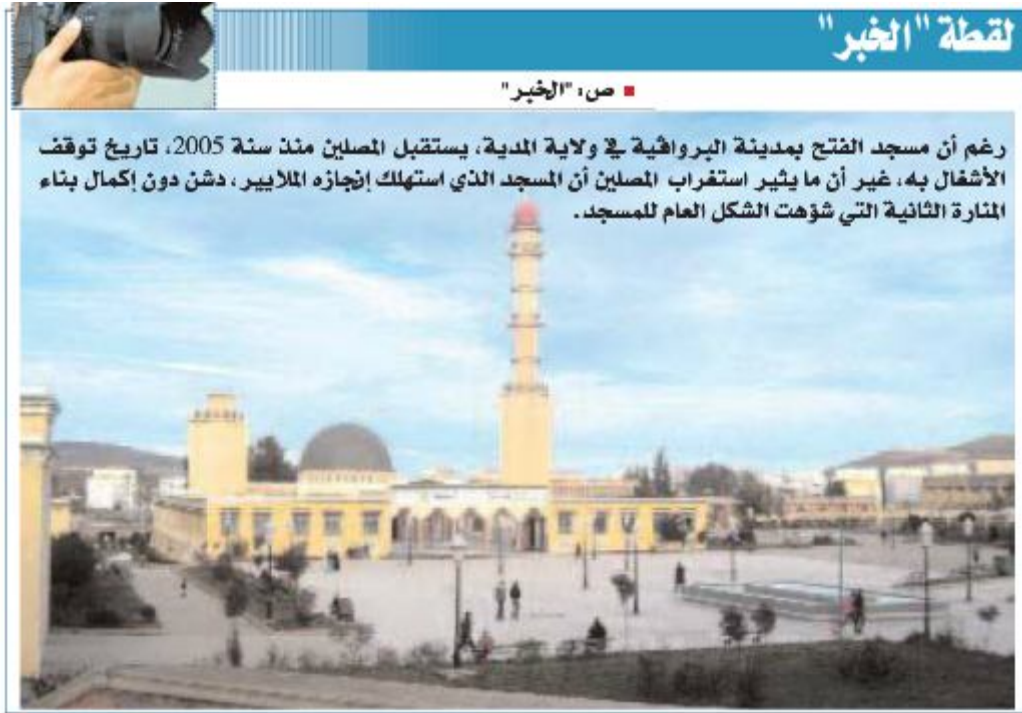 لقطة "الخبر"
ص: "الخبر"
رغم أن مسجد الفتح بمدينة البرواقية في ولاية المدية، يستقبل المصلين منذ سنة 2005، تاريخ توقف
الأشغال به، غير أن ما يثير استغراب المصلين أن المسجد الذي استهلك إنجازه الملايير، دشن دون إكمال بناء
المنارة الثانية التي شوّهت الشكل العام للمسجد.